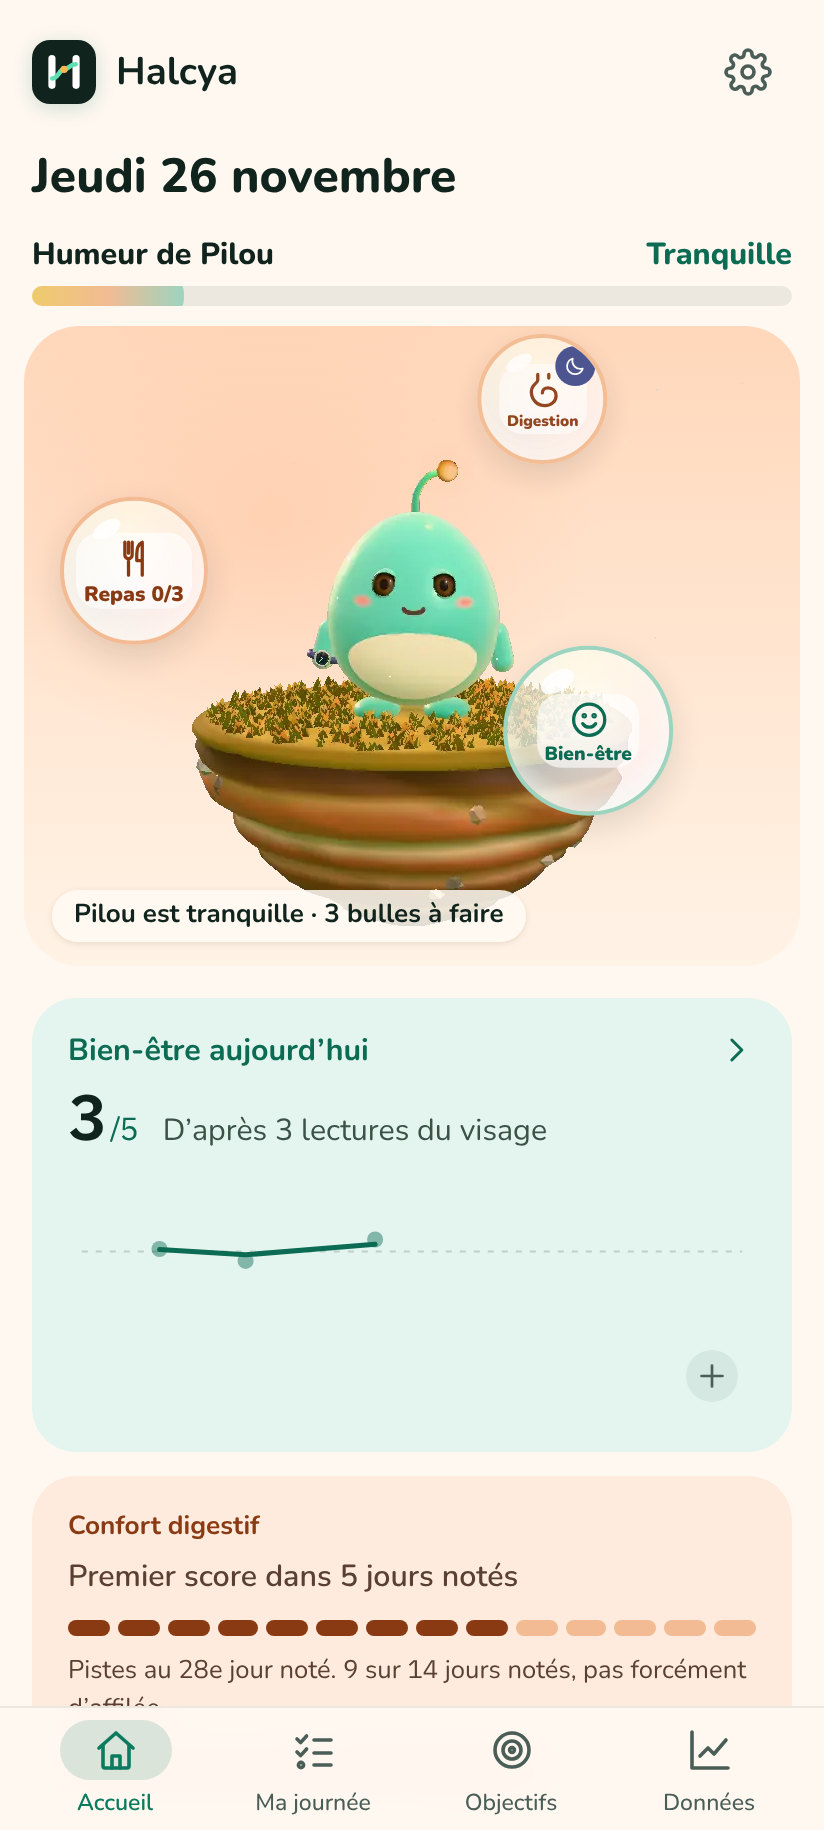 Halcya
Jeudi 26 novembre
Humeur de Pilou
Tranquille
Digestion
Repas 0/3
Bien-être
Pilou est tranquille · 3 bulles à faire
Bien-être aujourd’hui
3/5 D’après 3 lectures du visage
Confort digestif
Premier score dans 5 jours notés
Pistes au 28e jour noté. 9 sur 14 jours notés, pas forcément
d’affilée
Accueil
Ma journée
Objectifs
Données